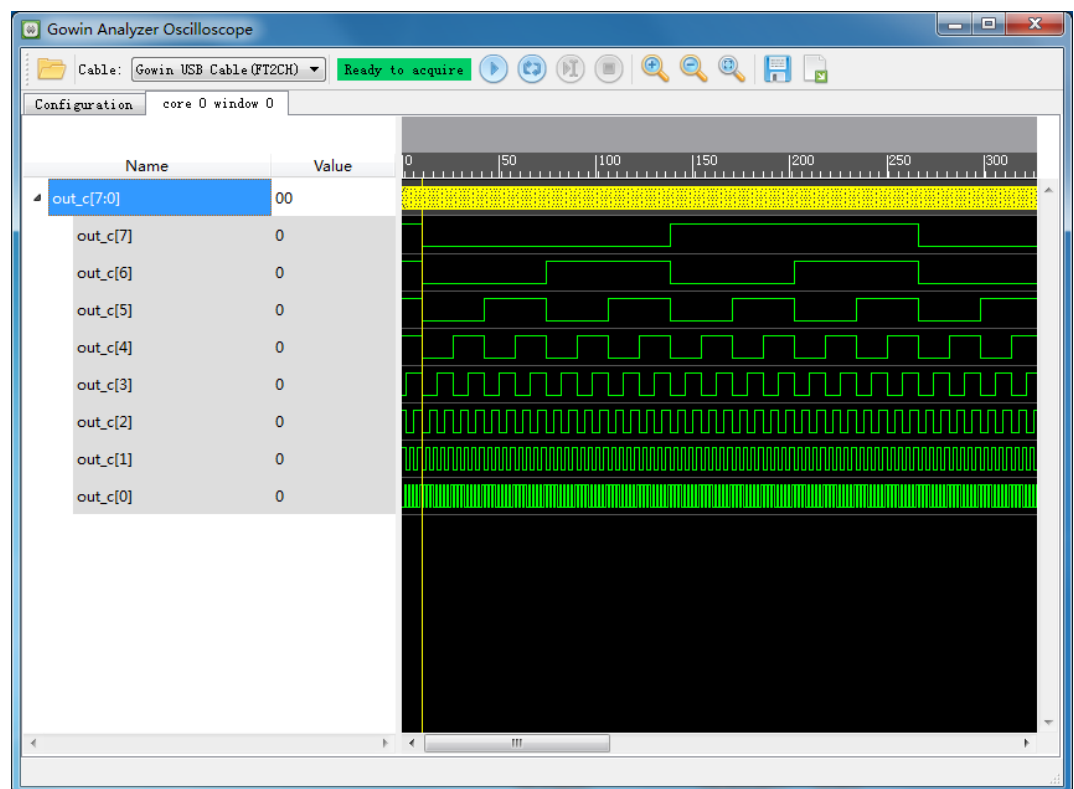 Gowin Analyzer Oscilloscope
Cable: Gowin USB Cable(FT2CH) Ready to acquire
Configuration core 0 window 0
Name Value 0 50 100 150 200 250 300
out_c[7:0] 00
out_c[7] 0
out_c[6] 0
out_c[5] 0
out_c[4] 0
out_c[3] 0
out_c[2] 0
out_c[1] 0
out_c[0] 0